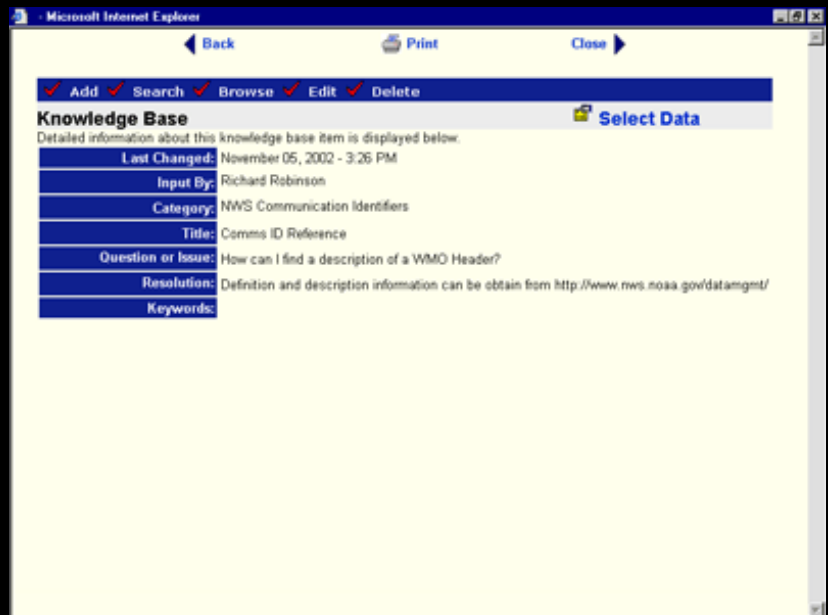 - Microsoft Internet Explorer
Back Print Close
Add Search Browse Edit Delete
Knowledge Base Select Data
Detailed information about this knowledge base item is displayed below.
Last Changed: November 05, 2002 - 3:26 PM
Input By: Richard Robinson
Category: NWS Communication Identifiers
Title: Comms ID Reference
Question or Issue: How can I find a description of a WMO Header?
Resolution: Definition and description information can be obtain from http://www.nws.noaa.gov/datamgmt/
Keywords: